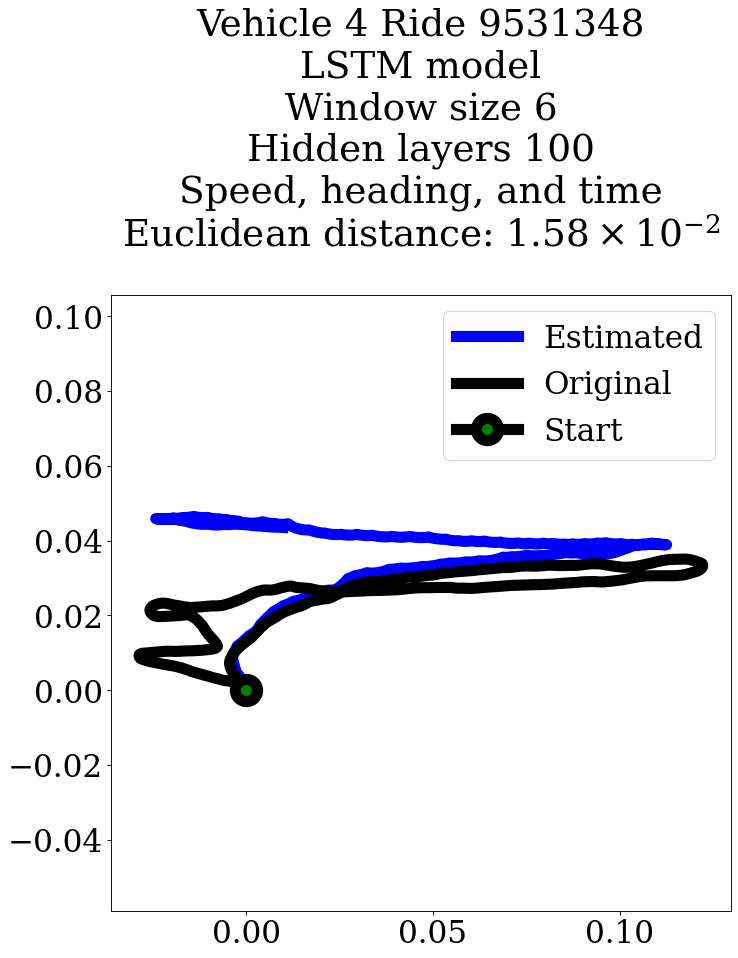 Vehicle 4 Ride 9531348
LSTM model
Window size 6
Hidden layers 100
Speed, heading, and time
Euclidean distance: 1.58 × 10⁻²
Estimated
Original
Start
0.10
0.08
0.06
0.04
0.02
0.00
−0.02
−0.04
0.00 0.05 0.10